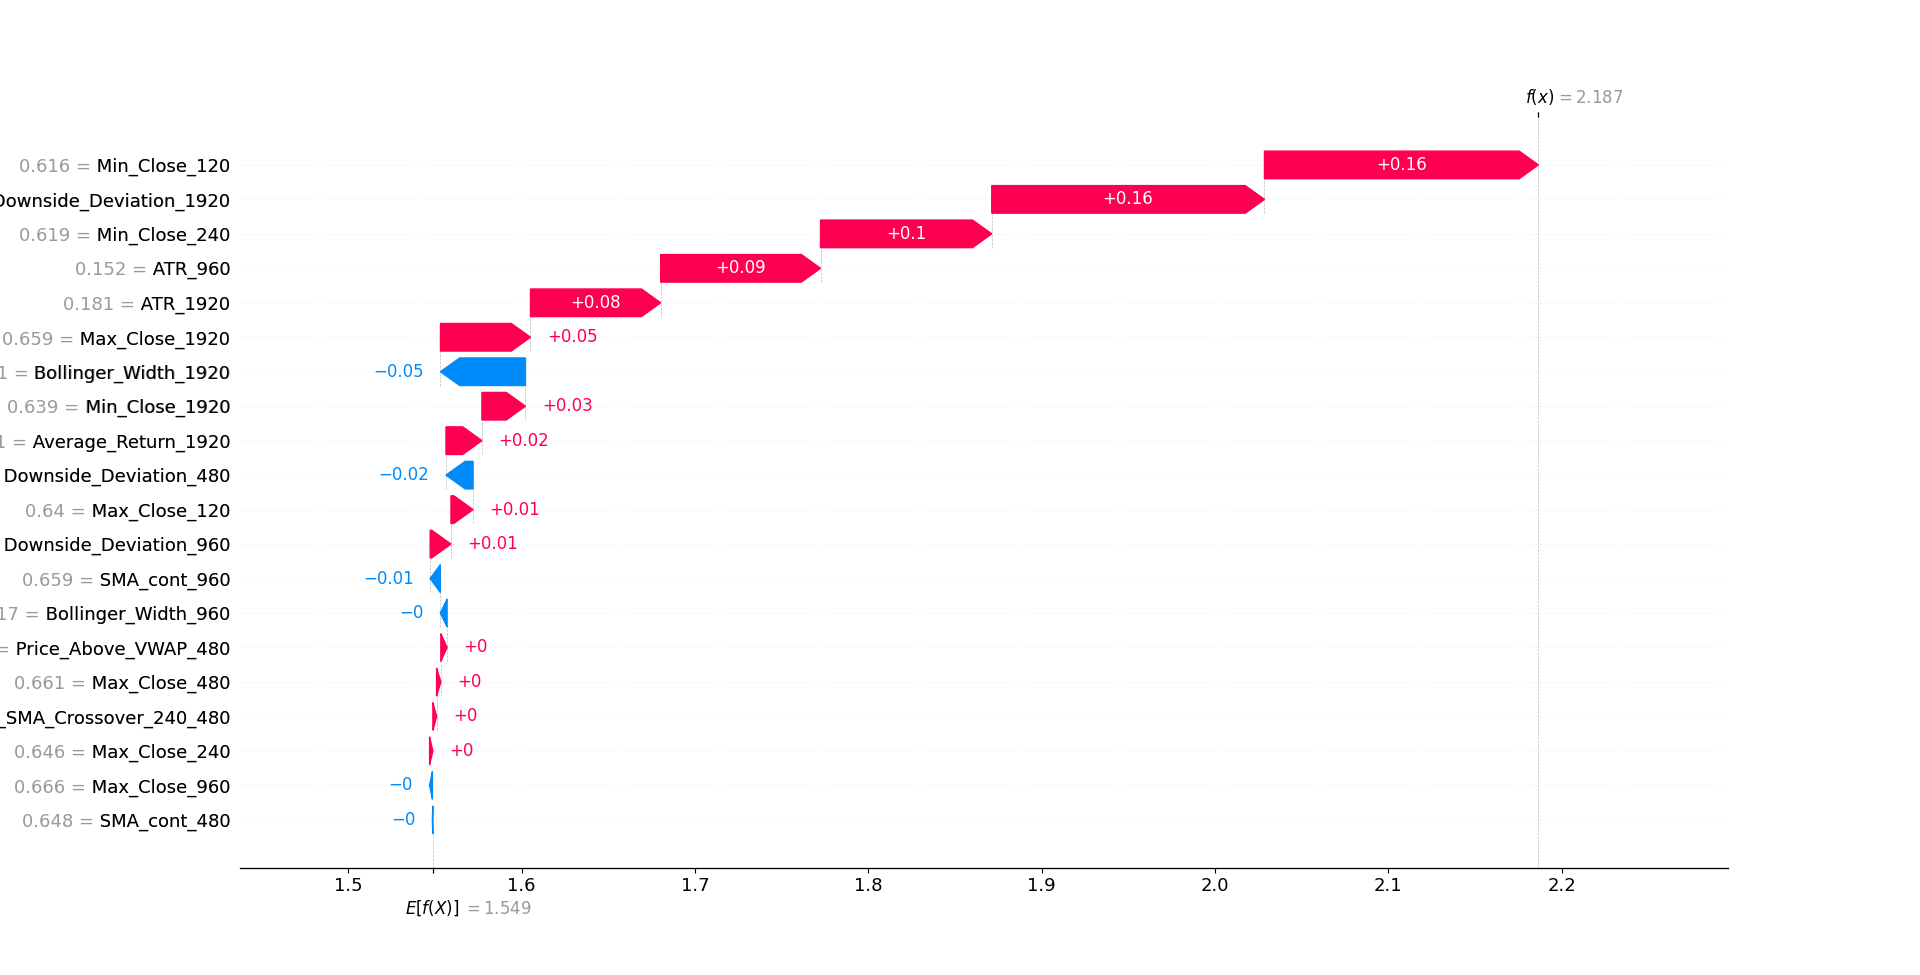 f(x) = 2.187
0.616 = Min_Close_120 +0.16
Downside_Deviation_1920 +0.16
0.619 = Min_Close_240 +0.1
0.152 = ATR_960 +0.09
0.181 = ATR_1920 +0.08
0.659 = Max_Close_1920 +0.05
1 = Bollinger_Width_1920 −0.05
0.639 = Min_Close_1920 +0.03
1 = Average_Return_1920 +0.02
Downside_Deviation_480 −0.02
0.64 = Max_Close_120 +0.01
Downside_Deviation_960 +0.01
0.659 = SMA_cont_960 −0.01
17 = Bollinger_Width_960 −0
= Price_Above_VWAP_480 +0
0.661 = Max_Close_480 +0
_SMA_Crossover_240_480 +0
0.646 = Max_Close_240 +0
0.666 = Max_Close_960 −0
0.648 = SMA_cont_480 −0
1.5 1.6 1.7 1.8 1.9 2.0 2.1 2.2
E[f(X)] = 1.549